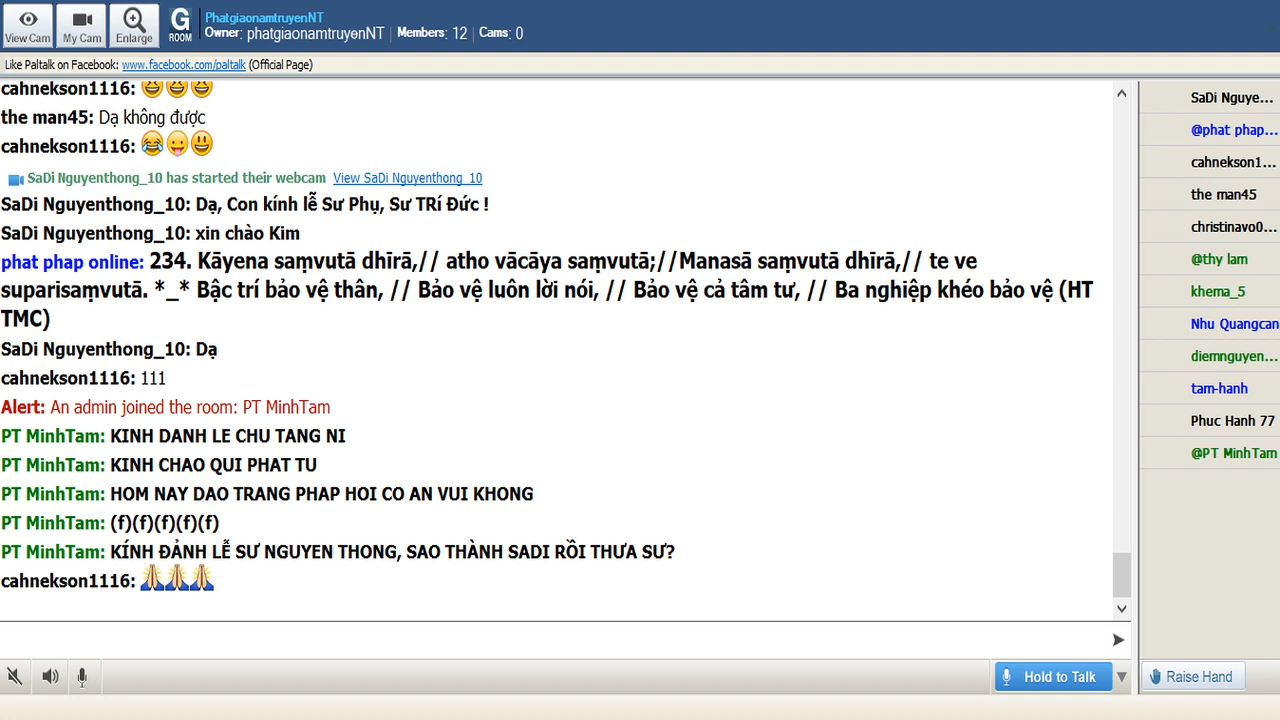 PhatgiaonamtruyenNT
View Cam My Cam Enlarge G ROOM Owner: phatgiaonamtruyenNT | Members: 12 | Cams: 0
Like Paltalk on Facebook: www.facebook.com/paltalk (Official Page)
cahnekson1116:
the man45: Dạ không được
cahnekson1116:
SaDi Nguyenthong_10 has started their webcam View SaDi Nguyenthong_10
SaDi Nguyenthong_10: Dạ, Con kính lễ Sư Phụ, Sư TRí Đức !
SaDi Nguyenthong_10: xin chào Kim
phat phap online: 234. Kāyena saṃvutā dhīrā,// atho vācāya saṃvutā;//Manasā saṃvutā dhīrā,// te ve
suparisaṃvutā. *_* Bậc trí bảo vệ thân, // Bảo vệ luôn lời nói, // Bảo vệ cả tâm tư, // Ba nghiệp khéo bảo vệ (HT
TMC)
SaDi Nguyenthong_10: Dạ
cahnekson1116: 111
Alert: An admin joined the room: PT MinhTam
PT MinhTam: KINH DANH LE CHU TANG NI
PT MinhTam: KINH CHAO QUI PHAT TU
PT MinhTam: HOM NAY DAO TRANG PHAP HOI CO AN VUI KHONG
PT MinhTam: (f)(f)(f)(f)(f)
PT MinhTam: KÍNH ĐẢNH LỄ SƯ NGUYEN THONG, SAO THÀNH SADI RỒI THƯA SƯ?
cahnekson1116:
SaDi Nguye...
@phat phap...
cahnekson1...
the man45
christinavo0...
@thy lam
khema_5
Nhu Quangcan
diemnguyen...
tam-hanh
Phuc Hanh 77
@PT MinhTam
Hold to Talk
Raise Hand